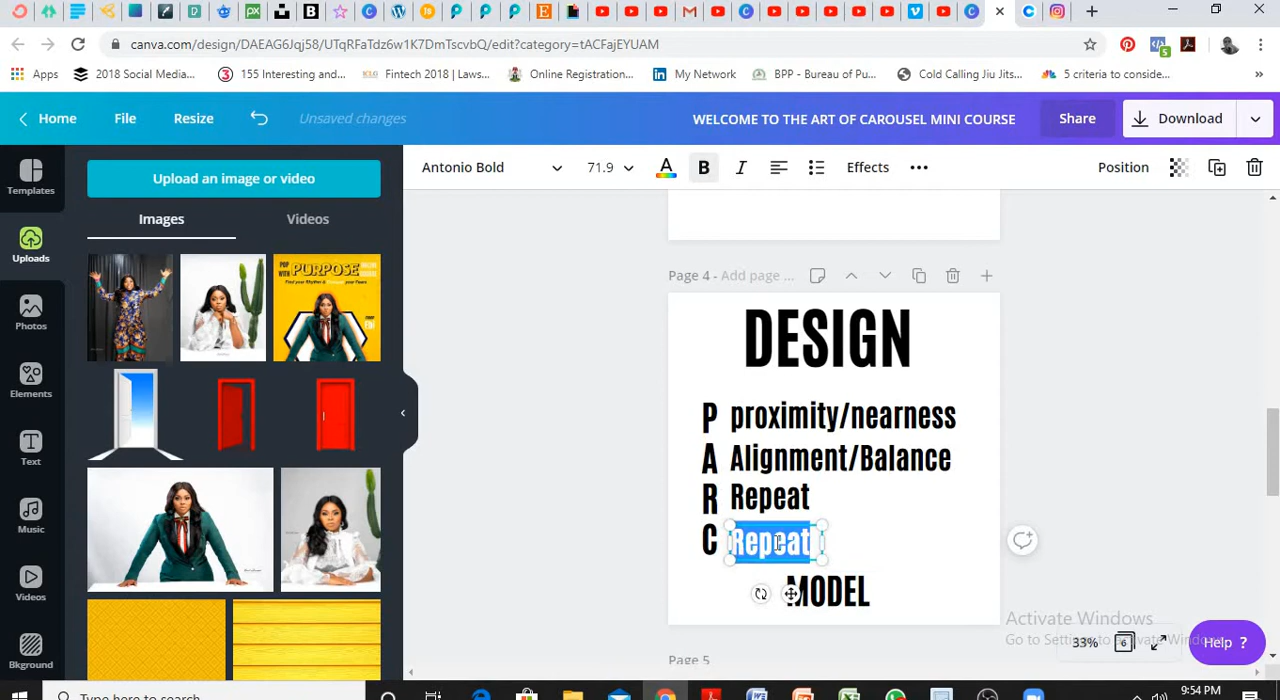 canva.com/design/DAEAG6Jqj58/UTqRFaTdz6w1K7DmTscvbQ/edit?category=tACFajEYUAM
Apps 2018 Social Media... 155 Interesting and... Fintech 2018 | Laws... Online Registration... My Network BPP - Bureau of Pu... Cold Calling Jiu Jits... 5 criteria to conside... »
Home File Resize Unsaved changes WELCOME TO THE ART OF CAROUSEL MINI COURSE Share Download
Antonio Bold 71.9 A B I Effects Position
Templates
Uploads
Photos
Elements
Text
Music
Videos
Bkground
Upload an image or video
Images Videos
POP WITH PURPOSE
Page 4 - Add page ...
DESIGN
P proximity/nearness
A Alignment/Balance
R Repeat
C Repeat
MODEL
Page 5
Activate Windows
Go to Settings to activate Windows.
33% 6 Help ?
Type here to search
9:54 PM